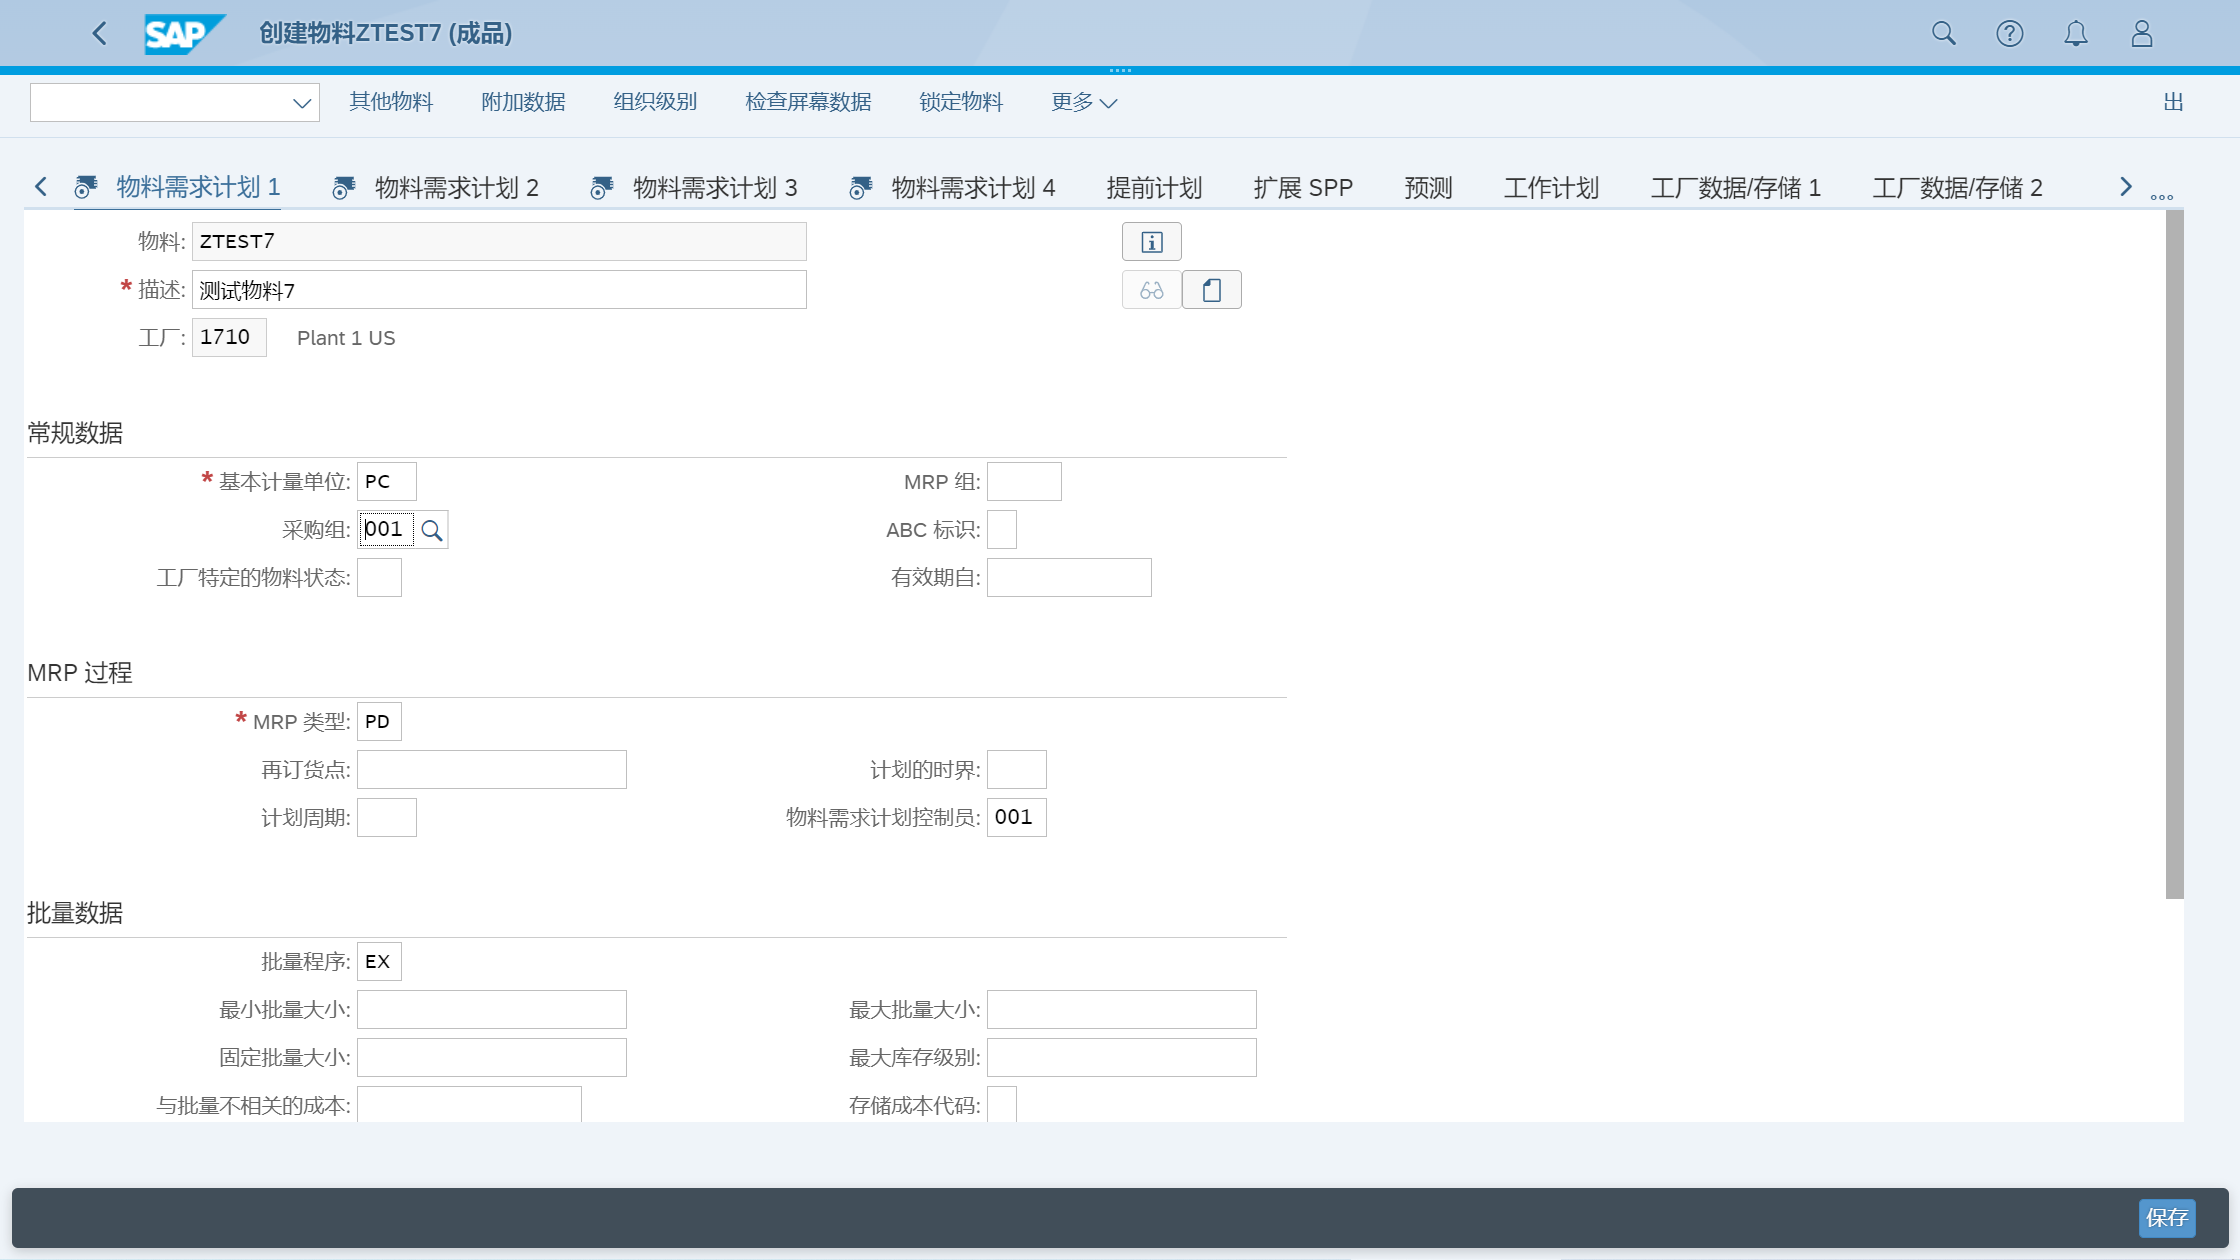 SAP 创建物料ZTEST7 (成品)
其他物料 附加数据 组织级别 检查屏幕数据 锁定物料 更多 出
物料需求计划 1 物料需求计划 2 物料需求计划 3 物料需求计划 4 提前计划 扩展 SPP 预测 工作计划 工厂数据/存储 1 工厂数据/存储 2
物料: ZTEST7
* 描述: 测试物料7
工厂: 1710 Plant 1 US
常规数据
* 基本计量单位: PC MRP 组:
采购组: 001 ABC 标识:
工厂特定的物料状态: 有效期自:
MRP 过程
* MRP 类型: PD
再订货点: 计划的时界:
计划周期: 物料需求计划控制员: 001
批量数据
批量程序: EX
最小批量大小: 最大批量大小:
固定批量大小: 最大库存级别:
与批量不相关的成本: 存储成本代码:
保存